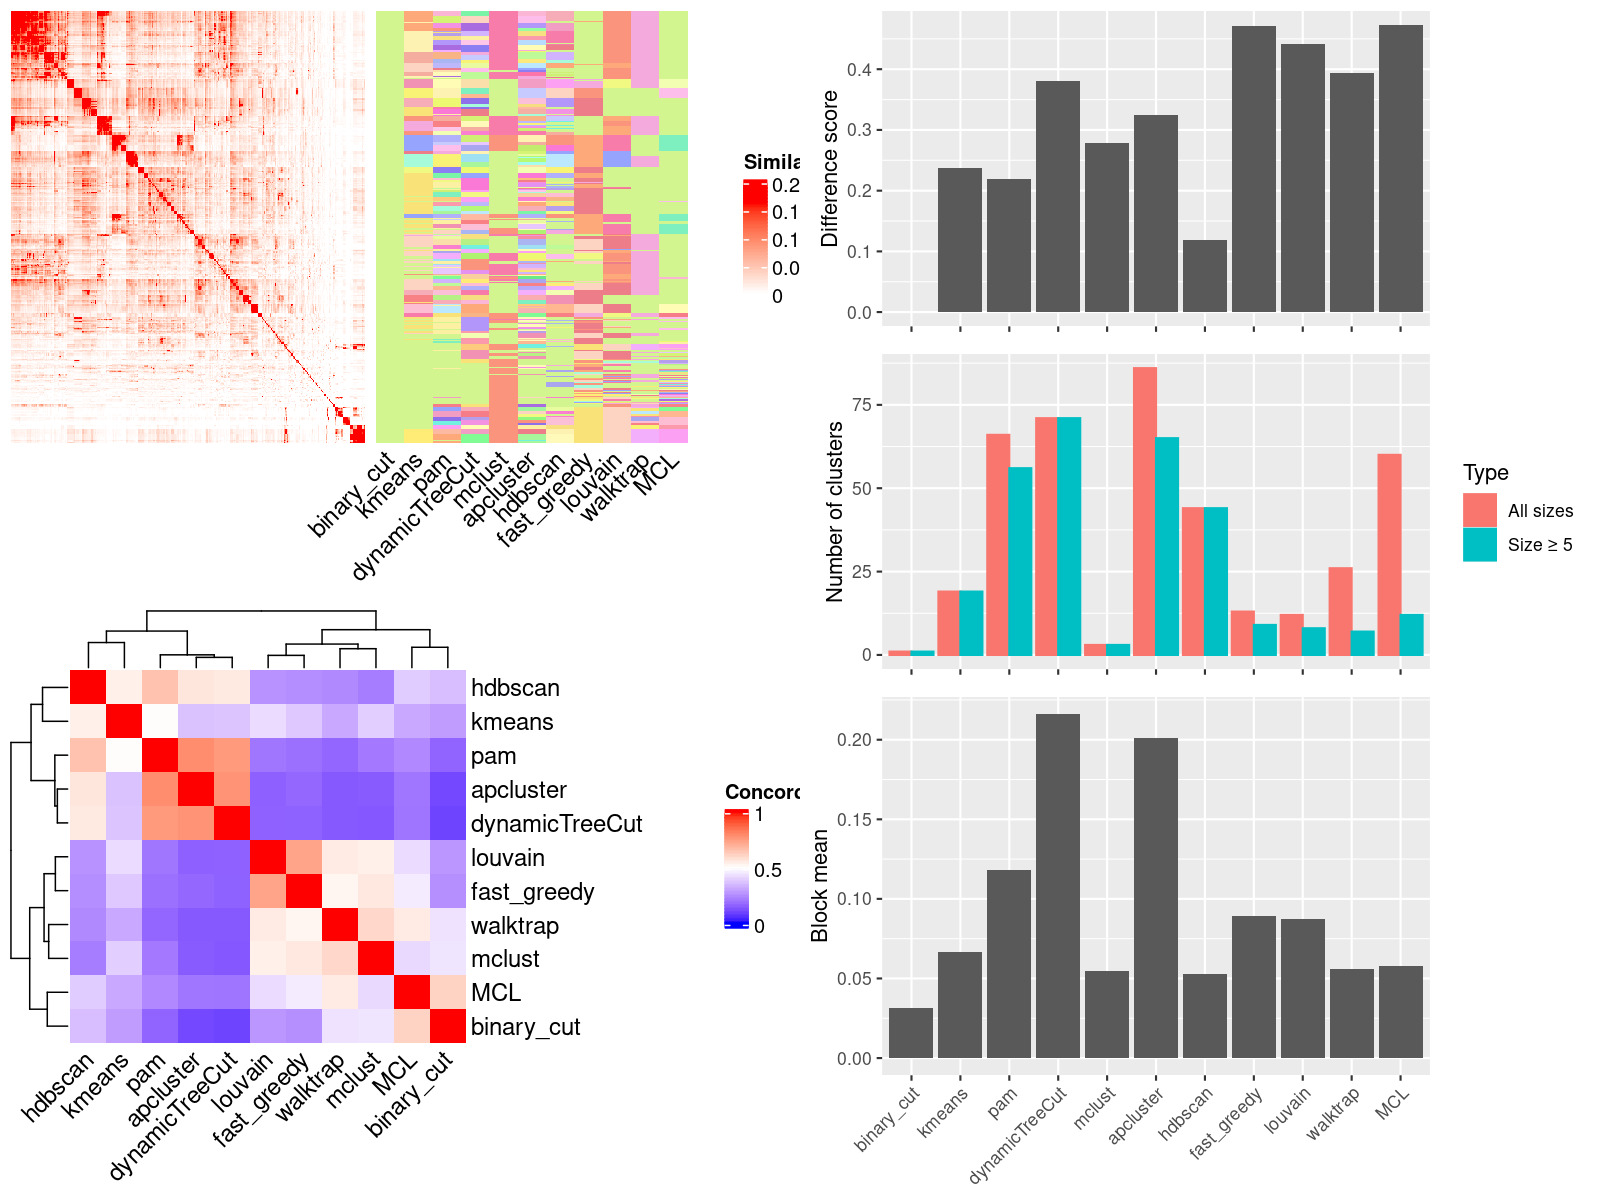 Simila
0.2
0.1
0.1
0.0
0
binary_cut
kmeans
pam
dynamicTreeCut
mclust
apcluster
hdbscan
fast_greedy
louvain
walktrap
MCL
hdbscan
kmeans
pam
apcluster
dynamicTreeCut
louvain
fast_greedy
walktrap
mclust
MCL
binary_cut
hdbscan
kmeans
pam
apcluster
dynamicTreeCut
louvain
fast_greedy
walktrap
mclust
MCL
binary_cut
Concord
1
0.5
0
Difference score
0.4
0.3
0.2
0.1
0.0
Number of clusters
75
50
25
0
Type
All sizes
Size ≥ 5
Block mean
0.20
0.15
0.10
0.05
0.00
binary_cut
kmeans
pam
dynamicTreeCut
mclust
apcluster
hdbscan
fast_greedy
louvain
walktrap
MCL